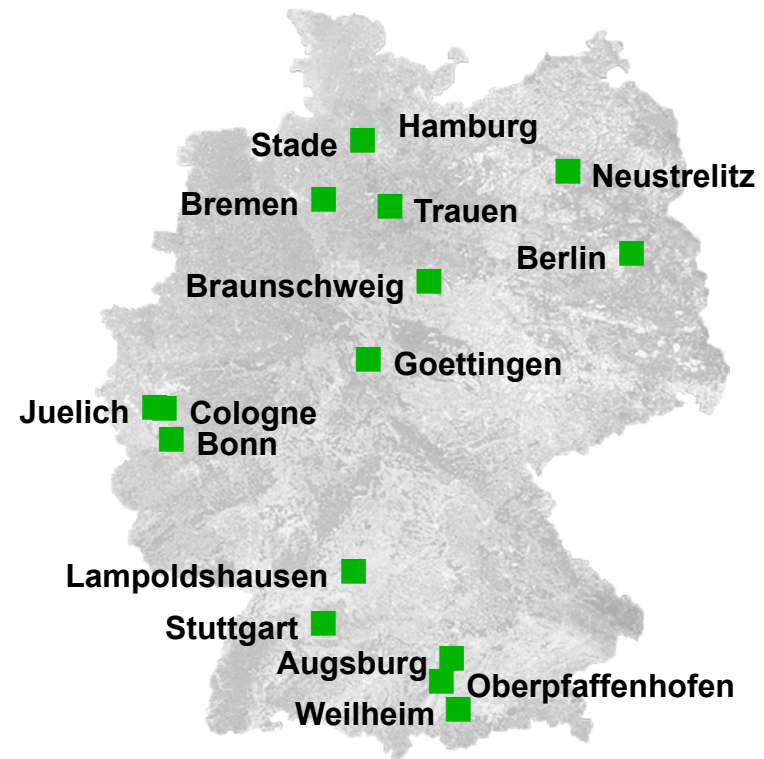 Hamburg
Stade
Neustrelitz
Bremen
Trauen
Berlin
Braunschweig
Goettingen
Juelich
Cologne
Bonn
Lampoldshausen
Stuttgart
Augsburg
Oberpfaffenhofen
Weilheim